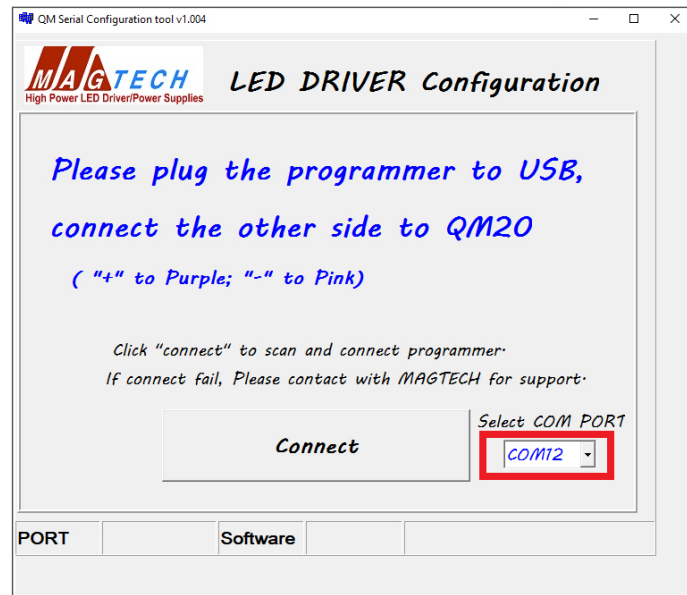 QM Serial Configuration tool v1.004
MAGTECH
High Power LED Driver/Power Supplies
LED DRIVER Configuration
Please plug the programmer to USB,
connect the other side to QM20
( "+" to Purple; "-" to Pink)
Click "connect" to scan and connect programmer.
If connect fail, Please contact with MAGTECH for support.
Select COM PORT
Connect
COM12
PORT
Software